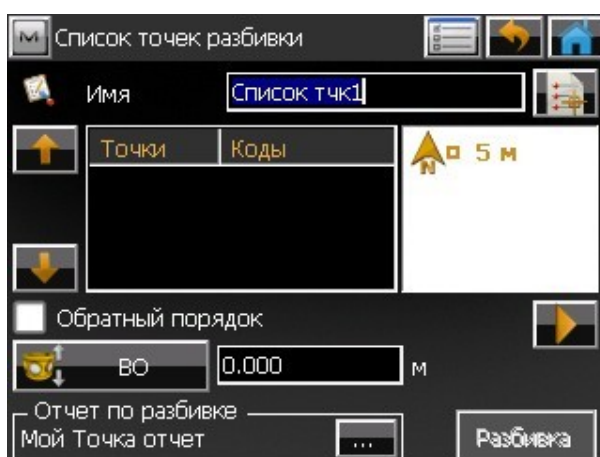 Список точек разбивки
Имя Список тчк1
Точки Коды
N 5 м
Обратный порядок
ВО 0.000 м
Отчет по разбивке
Мой Точка отчет ...
Разбивка